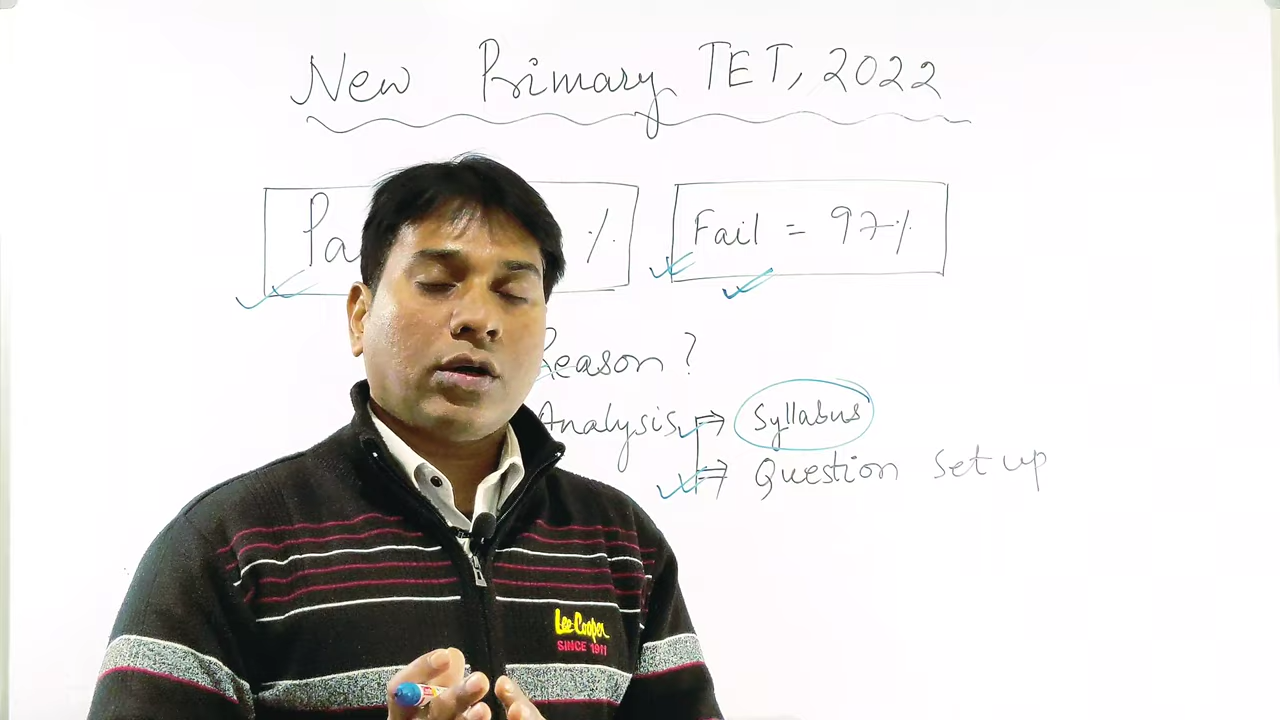 New Primary TET, 2022
Pa %
Fail = 97%
Reason ?
Analysis ⇒ Syllabus
⇒ Question Set up
Lee Cooper
SINCE 1911